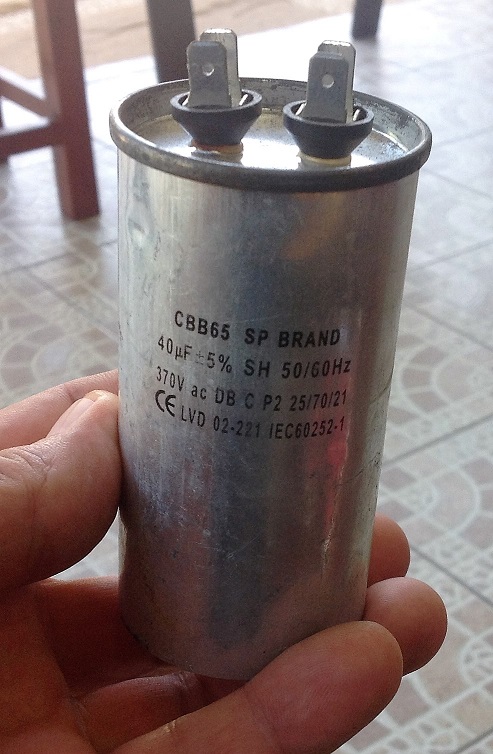 CBB65 SP BRAND
40μF±5% SH 50/60Hz
370V ac DB C P2 25/70/21
CE LVD 02-221 IEC60252-1